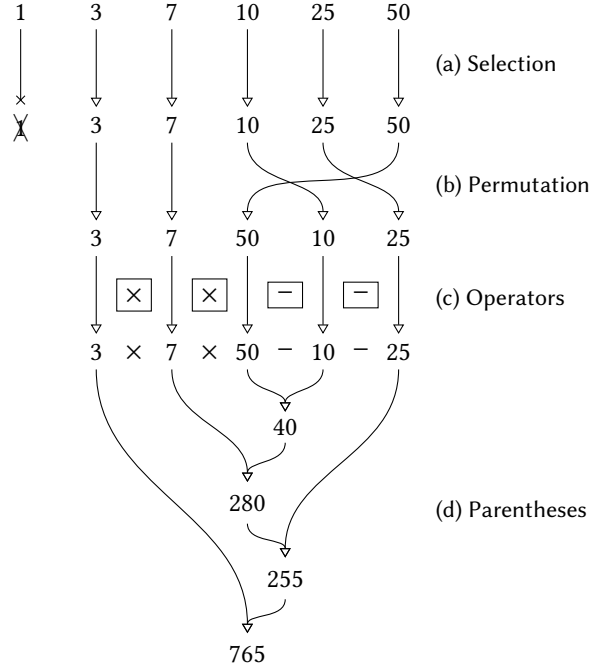 1 3 7 10 25 50
(a) Selection
1 3 7 10 25 50
(b) Permutation
3 7 50 10 25
× × − −
(c) Operators
3 × 7 × 50 − 10 − 25
40
280
(d) Parentheses
255
765